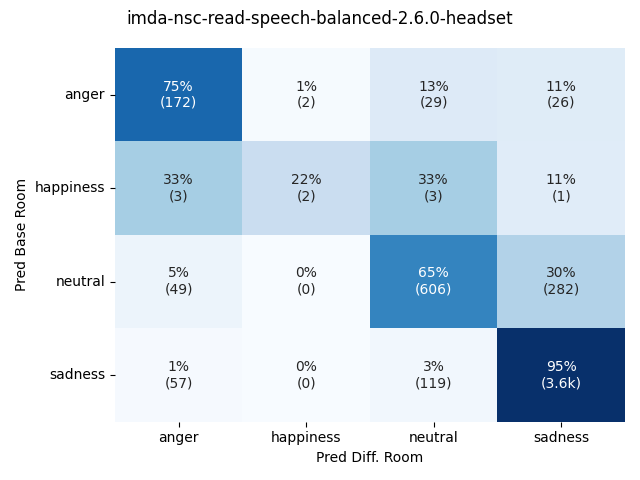 imda-nsc-read-speech-balanced-2.6.0-headset
Pred Base Room
anger
75%
(172)
1%
(2)
13%
(29)
11%
(26)
happiness
33%
(3)
22%
(2)
33%
(3)
11%
(1)
neutral
5%
(49)
0%
(0)
65%
(606)
30%
(282)
sadness
1%
(57)
0%
(0)
3%
(119)
95%
(3.6k)
anger
happiness
neutral
sadness
Pred Diff. Room